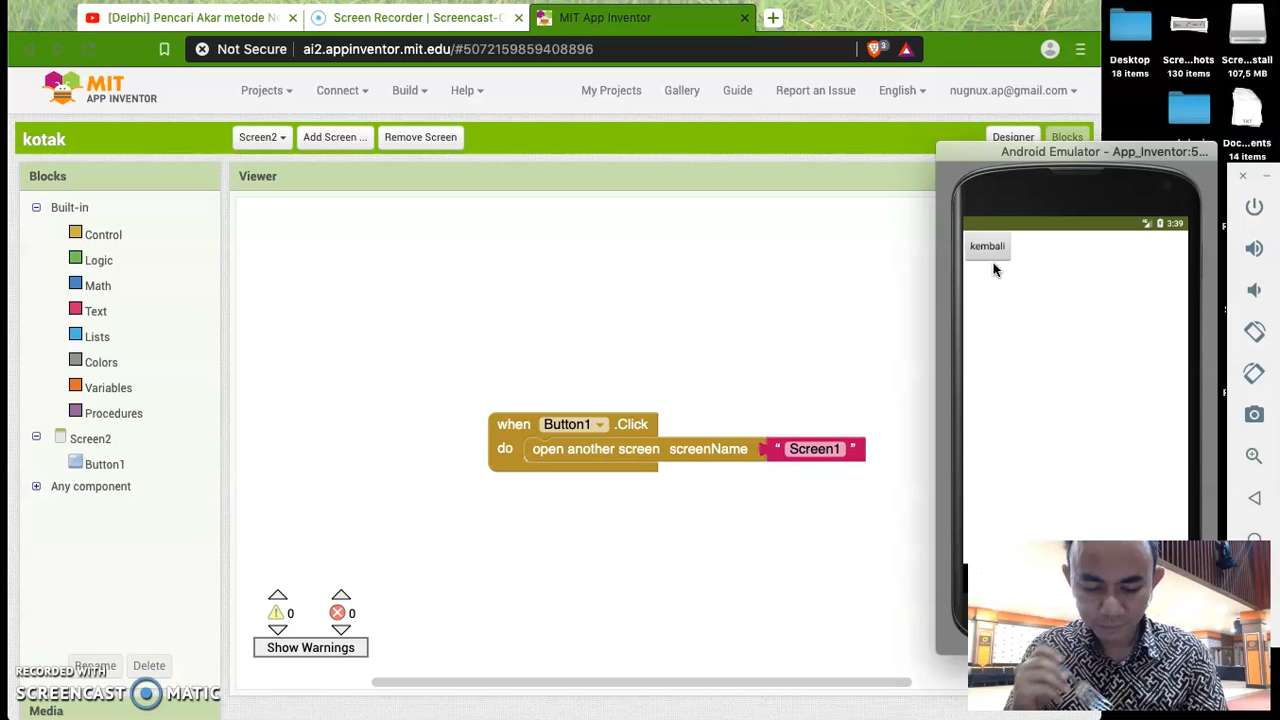 [Delphi] Pencari Akar metode N
Screen Recorder | Screencast-O
MIT App Inventor
Not Secure
ai2.appinventor.mit.edu/#5072159859408896
MIT
APP INVENTOR
Projects
Connect
Build
Help
My Projects
Gallery
Guide
Report an Issue
English
nugnux.ap@gmail.com
kotak
Screen2
Add Screen ...
Remove Screen
Designer
Blocks
Blocks
Viewer
Built-in
Control
Logic
Math
Text
Lists
Colors
Variables
Procedures
Screen2
Button1
Any component
Rename
Delete
Media
when Button1 .Click
do open another screen screenName " Screen1 "
0 0
Show Warnings
Android Emulator - App_Inventor:5...
3:39
kembali
Desktop
18 items
Scre...hots
130 items
Scre...stall
107,5 MB
Doc...ents
14 items
RECORDED WITH
SCREENCAST MATIC